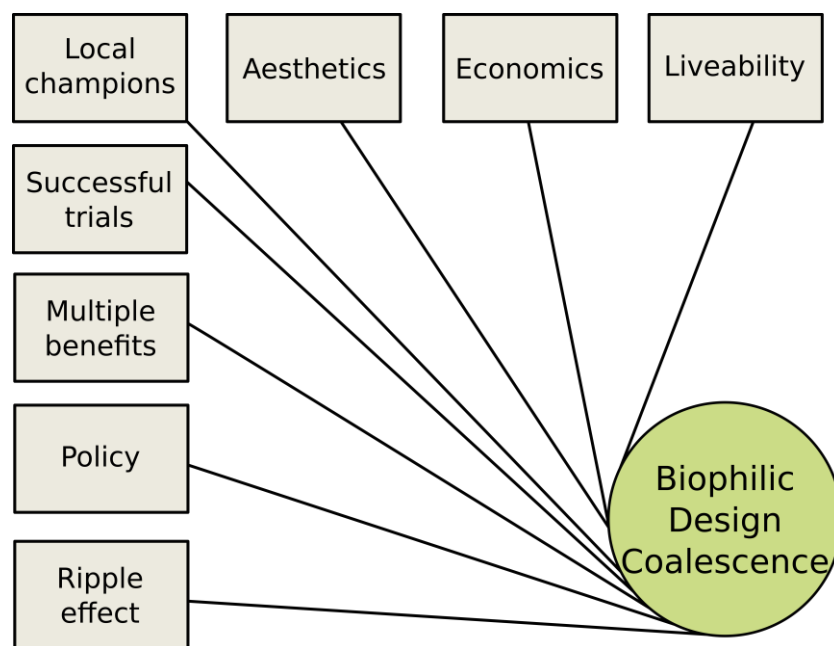 Local
champions
Aesthetics
Economics
Liveability
Successful
trials
Multiple
benefits
Policy
Ripple
effect
Biophilic
Design
Coalescence